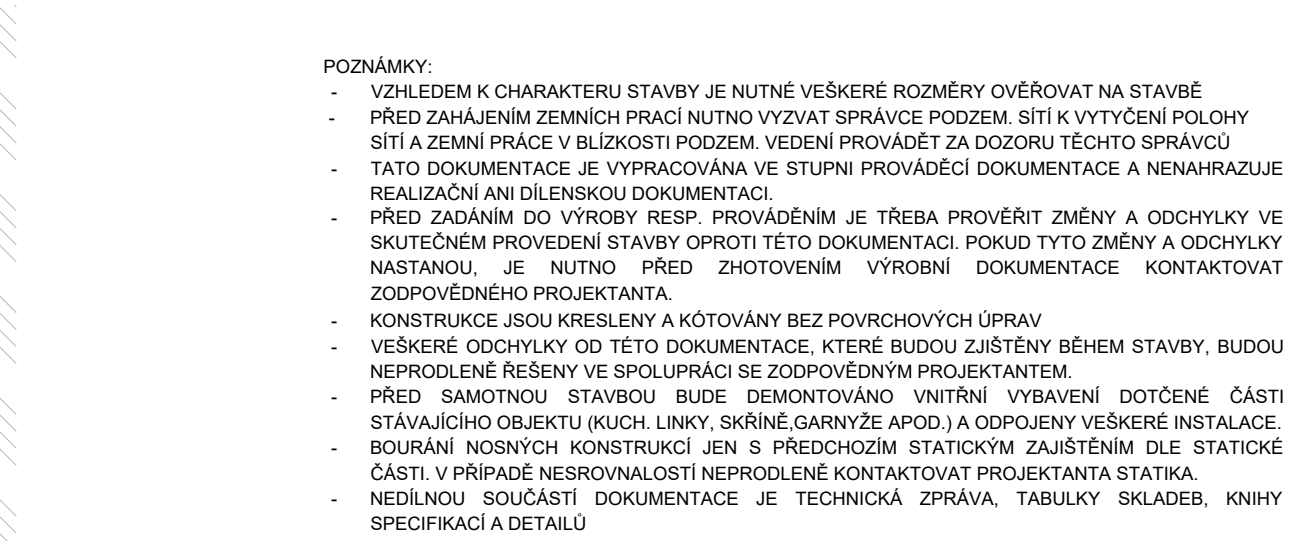 POZNÁMKY:
- VZHLEDEM K CHARAKTERU STAVBY JE NUTNÉ VEŠKERÉ ROZMĚRY OVĚŘOVAT NA STAVBĚ
- PŘED ZAHÁJENÍM ZEMNÍCH PRACÍ NUTNO VYZVAT SPRÁVCE PODZEM. SÍTÍ K VYTYČENÍ POLOHY
SÍTÍ A ZEMNÍ PRÁCE V BLÍZKOSTI PODZEM. VEDENÍ PROVÁDĚT ZA DOZORU TĚCHTO SPRÁVCŮ
- TATO DOKUMENTACE JE VYPRACOVÁNA VE STUPNI PROVÁDĚCÍ DOKUMENTACE A NENAHRAZUJE
REALIZAČNÍ ANI DÍLENSKOU DOKUMENTACI.
- PŘED ZADÁNÍM DO VÝROBY RESP. PROVÁDĚNÍM JE TŘEBA PROVĚŘIT ZMĚNY A ODCHYLKY VE
SKUTEČNÉM PROVEDENÍ STAVBY OPROTI TÉTO DOKUMENTACI. POKUD TYTO ZMĚNY A ODCHYLKY
NASTANOU, JE NUTNO PŘED ZHOTOVENÍM VÝROBNÍ DOKUMENTACE KONTAKTOVAT
ZODPOVĚDNÉHO PROJEKTANTA.
- KONSTRUKCE JSOU KRESLENY A KÓTOVÁNY BEZ POVRCHOVÝCH ÚPRAV
- VEŠKERÉ ODCHYLKY OD TÉTO DOKUMENTACE, KTERÉ BUDOU ZJIŠTĚNY BĚHEM STAVBY, BUDOU
NEPRODLENĚ ŘEŠENY VE SPOLUPRÁCI SE ZODPOVĚDNÝM PROJEKTANTEM.
- PŘED SAMOTNOU STAVBOU BUDE DEMONTOVÁNO VNITŘNÍ VYBAVENÍ DOTČENÉ ČÁSTI
STÁVAJÍCÍHO OBJEKTU (KUCH. LINKY, SKŘÍNĚ,GARNYŽE APOD.) A ODPOJENY VEŠKERÉ INSTALACE.
- BOURÁNÍ NOSNÝCH KONSTRUKCÍ JEN S PŘEDCHOZÍM STATICKÝM ZAJIŠTĚNÍM DLE STATICKÉ
ČÁSTI. V PŘÍPADĚ NESROVNALOSTÍ NEPRODLENĚ KONTAKTOVAT PROJEKTANTA STATIKA.
- NEDÍLNOU SOUČÁSTÍ DOKUMENTACE JE TECHNICKÁ ZPRÁVA, TABULKY SKLADEB, KNIHY
SPECIFIKACÍ A DETAILŮ